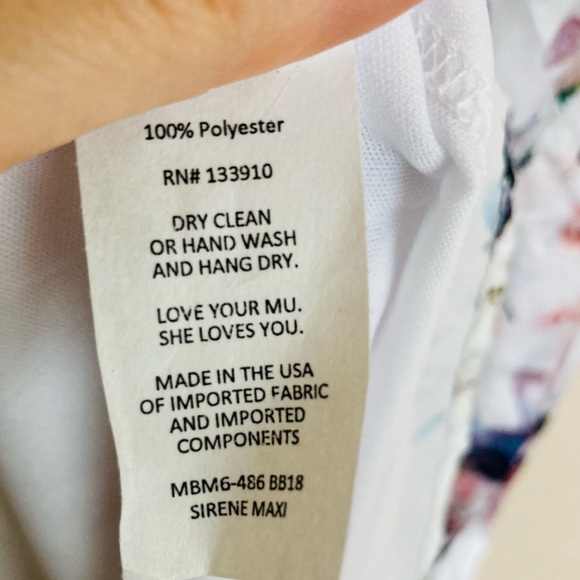 100% Polyester
RN# 133910
DRY CLEAN
OR HAND WASH
AND HANG DRY.
LOVE YOUR MU.
SHE LOVES YOU.
MADE IN THE USA
OF IMPORTED FABRIC
AND IMPORTED
COMPONENTS
MBM6-486 BB18
SIRENE MAXI